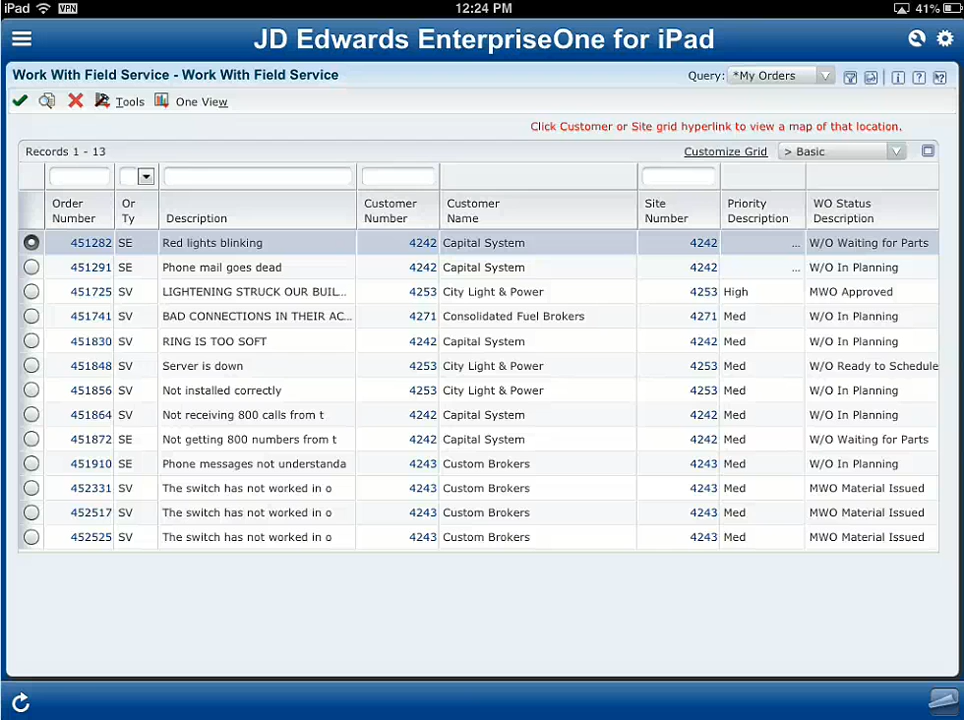 iPad VPN 12:24 PM 41%
JD Edwards EnterpriseOne for iPad
Work With Field Service - Work With Field Service Query: *My Orders
Tools One View
Click Customer or Site grid hyperlink to view a map of that location.
Records 1 - 13 Customize Grid > Basic
Order Number Or Ty Description Customer Number Customer Name Site Number Priority Description WO Status Description
451282 SE Red lights blinking 4242 Capital System 4242 ... W/O Waiting for Parts
451291 SE Phone mail goes dead 4242 Capital System 4242 ... W/O In Planning
451725 SV LIGHTENING STRUCK OUR BUIL... 4253 City Light & Power 4253 High MWO Approved
451741 SV BAD CONNECTIONS IN THEIR AC... 4271 Consolidated Fuel Brokers 4271 Med W/O In Planning
451830 SV RING IS TOO SOFT 4242 Capital System 4242 Med W/O In Planning
451848 SV Server is down 4253 City Light & Power 4253 Med W/O Ready to Schedule
451856 SV Not installed correctly 4253 City Light & Power 4253 Med W/O In Planning
451864 SV Not receiving 800 calls from t 4242 Capital System 4242 Med W/O In Planning
451872 SE Not getting 800 numbers from t 4242 Capital System 4242 Med W/O Waiting for Parts
451910 SE Phone messages not understanda 4243 Custom Brokers 4243 Med W/O In Planning
452331 SV The switch has not worked in o 4243 Custom Brokers 4243 Med MWO Material Issued
452517 SV The switch has not worked in o 4243 Custom Brokers 4243 Med MWO Material Issued
452525 SV The switch has not worked in o 4243 Custom Brokers 4243 Med MWO Material Issued